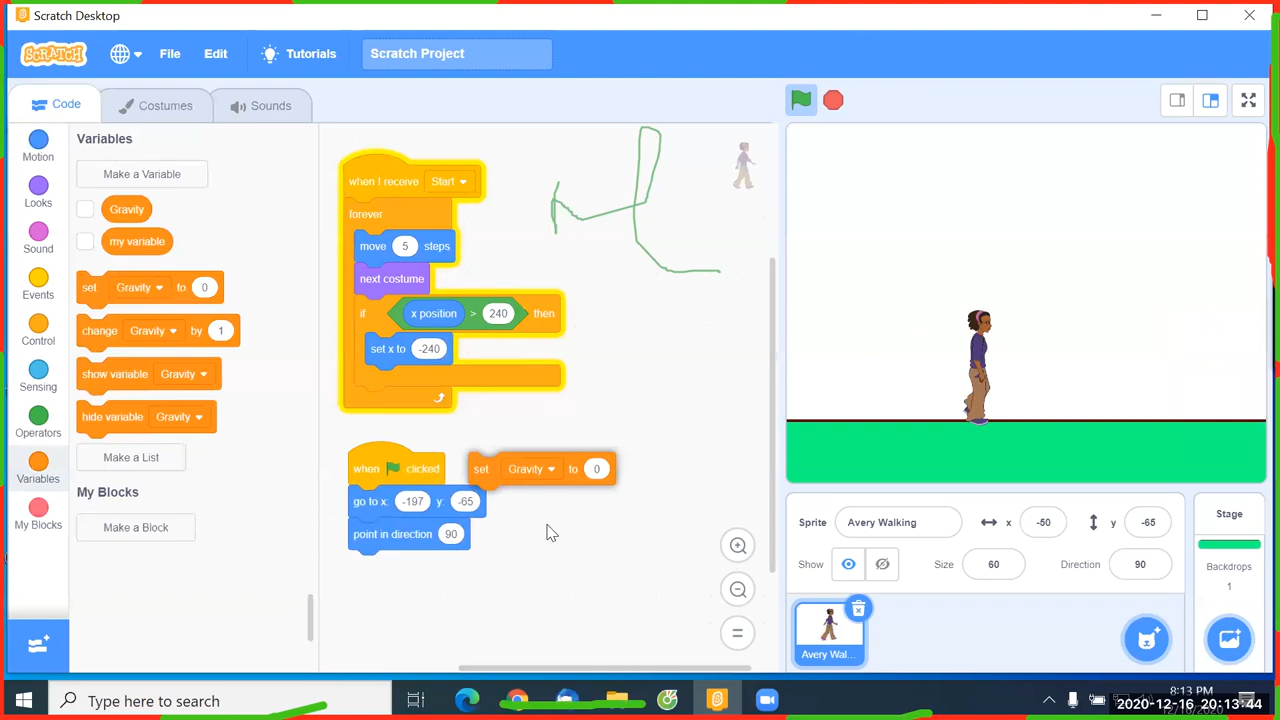 Scratch Desktop
SCRATCH File Edit Tutorials Scratch Project
Code Costumes Sounds
Motion
Looks
Sound
Events
Control
Sensing
Operators
Variables
My Blocks
Variables
Make a Variable
Gravity
my variable
set Gravity to 0
change Gravity by 1
show variable Gravity
hide variable Gravity
Make a List
My Blocks
Make a Block
when I receive Start
forever
move 5 steps
next costume
if x position > 240 then
set x to -240
when clicked
set Gravity to 0
go to x: -197 y: -65
point in direction 90
Sprite Avery Walking x -50 y -65
Show Size 60 Direction 90
Avery Wal...
Stage
Backdrops
1
Type here to search
8:13 PM
2020-12-16 20:13:44